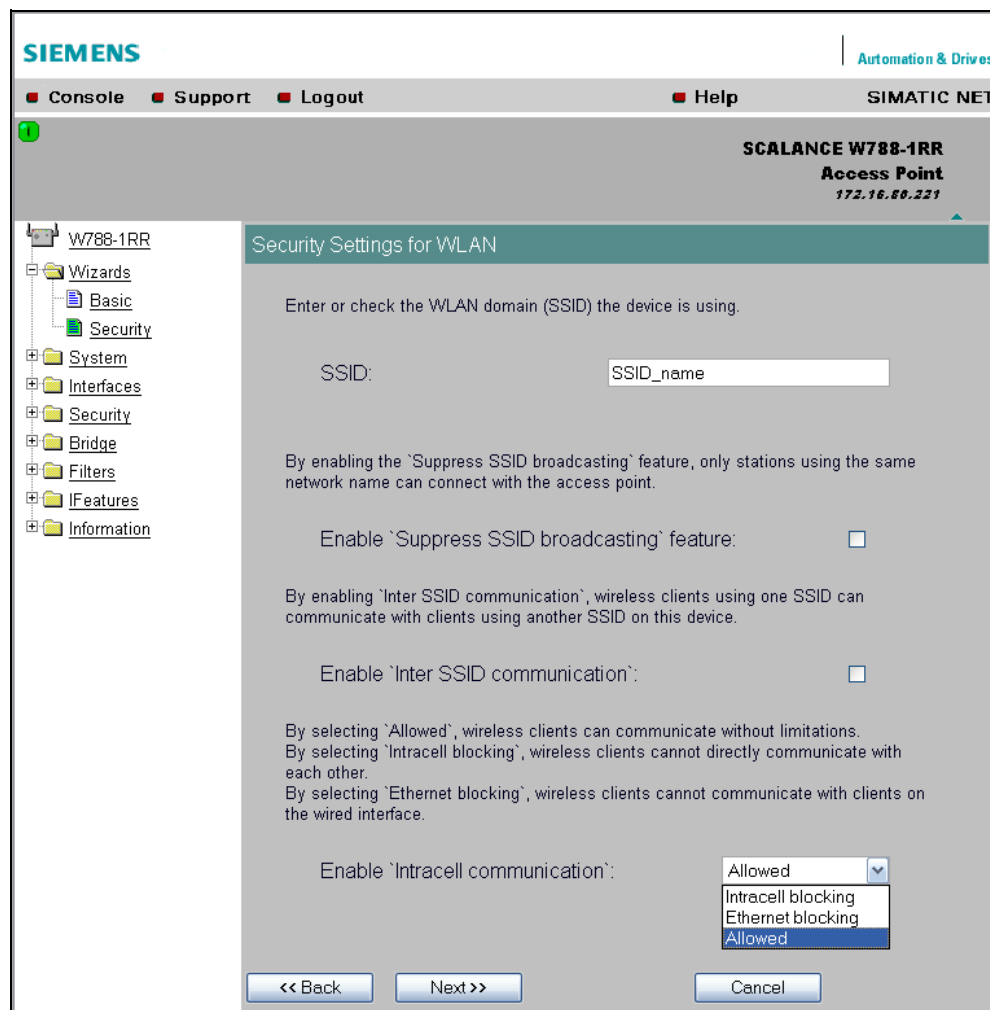 SIEMENS
Automation & Drives
Console Support Logout Help SIMATIC NET
SCALANCE W788-1RR
Access Point
172.16.80.221
W788-1RR
Wizards
Basic
Security
System
Interfaces
Security
Bridge
Filters
IFeatures
Information
Security Settings for WLAN
Enter or check the WLAN domain (SSID) the device is using.
SSID: SSID_name
By enabling the `Suppress SSID broadcasting` feature, only stations using the same
network name can connect with the access point.
Enable `Suppress SSID broadcasting` feature:
By enabling `Inter SSID communication`, wireless clients using one SSID can
communicate with clients using another SSID on this device.
Enable `Inter SSID communication`:
By selecting `Allowed`, wireless clients can communicate without limitations.
By selecting `Intracell blocking`, wireless clients cannot directly communicate with
each other.
By selecting `Ethernet blocking`, wireless clients cannot communicate with clients on
the wired interface.
Enable `Intracell communication`: Allowed
Intracell blocking
Ethernet blocking
Allowed
<< Back Next >> Cancel